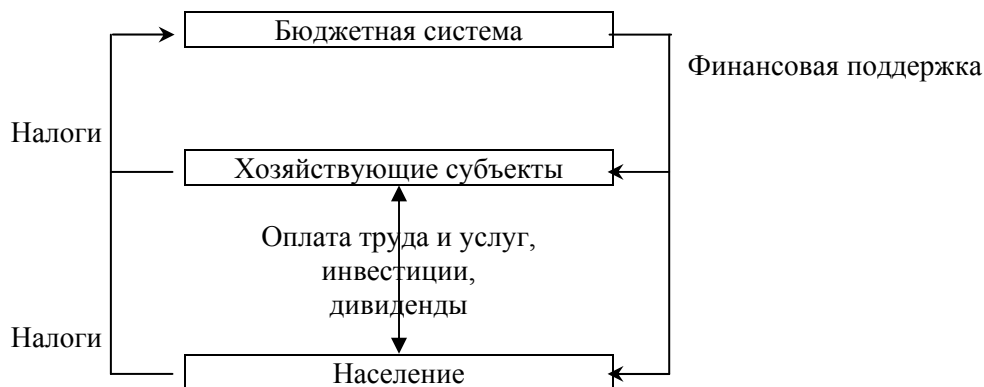 Бюджетная система
Финансовая поддержка
Налоги
Хозяйствующие субъекты
Оплата труда и услуг,
инвестиции,
дивиденды
Налоги
Население